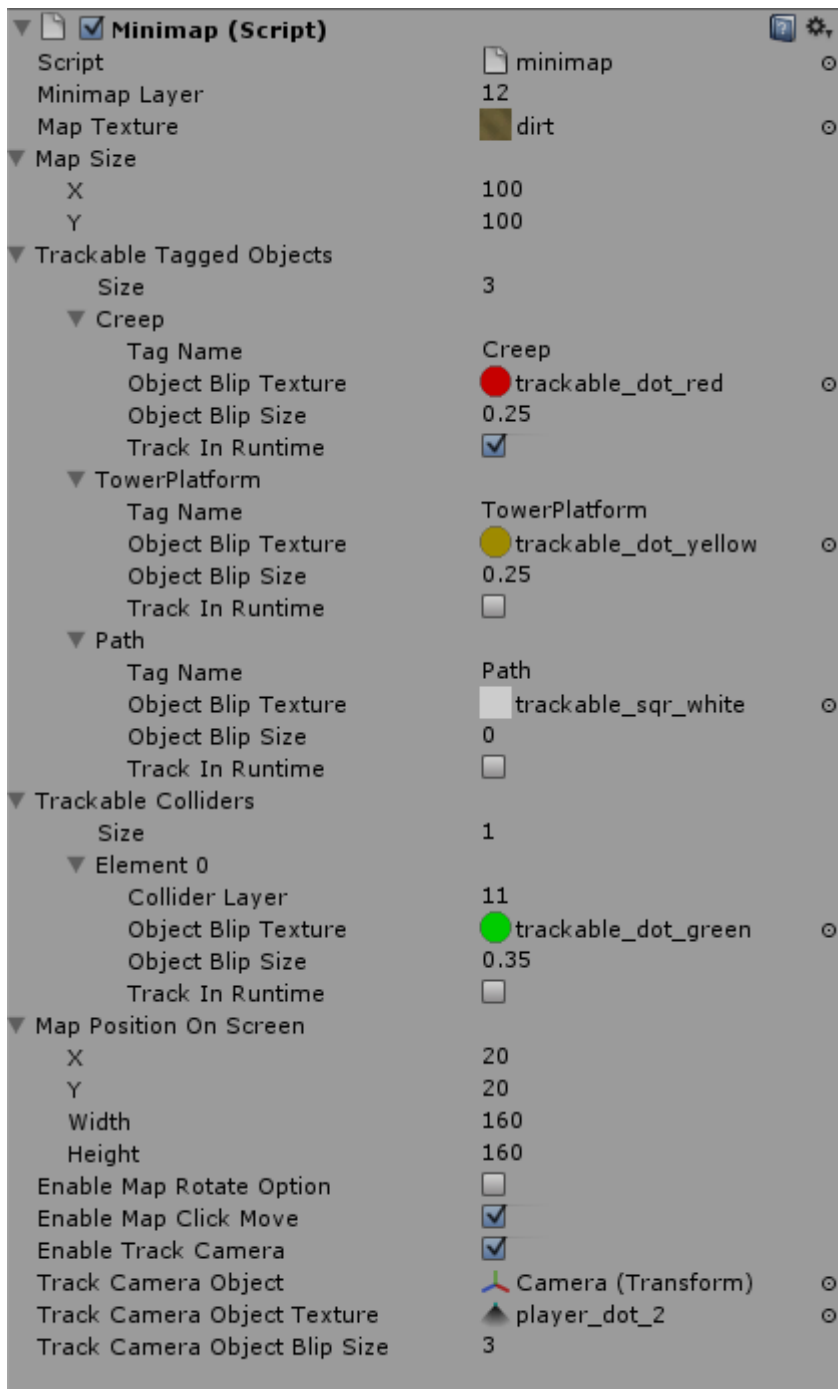 Minimap (Script)
Script minimap
Minimap Layer 12
Map Texture dirt
Map Size
X 100
Y 100
Trackable Tagged Objects
Size 3
Creep
Tag Name Creep
Object Blip Texture trackable_dot_red
Object Blip Size 0.25
Track In Runtime
TowerPlatform
Tag Name TowerPlatform
Object Blip Texture trackable_dot_yellow
Object Blip Size 0.25
Track In Runtime
Path
Tag Name Path
Object Blip Texture trackable_sqr_white
Object Blip Size 0
Track In Runtime
Trackable Colliders
Size 1
Element 0
Collider Layer 11
Object Blip Texture trackable_dot_green
Object Blip Size 0.35
Track In Runtime
Map Position On Screen
X 20
Y 20
Width 160
Height 160
Enable Map Rotate Option
Enable Map Click Move
Enable Track Camera
Track Camera Object Camera (Transform)
Track Camera Object Texture player_dot_2
Track Camera Object Blip Size 3